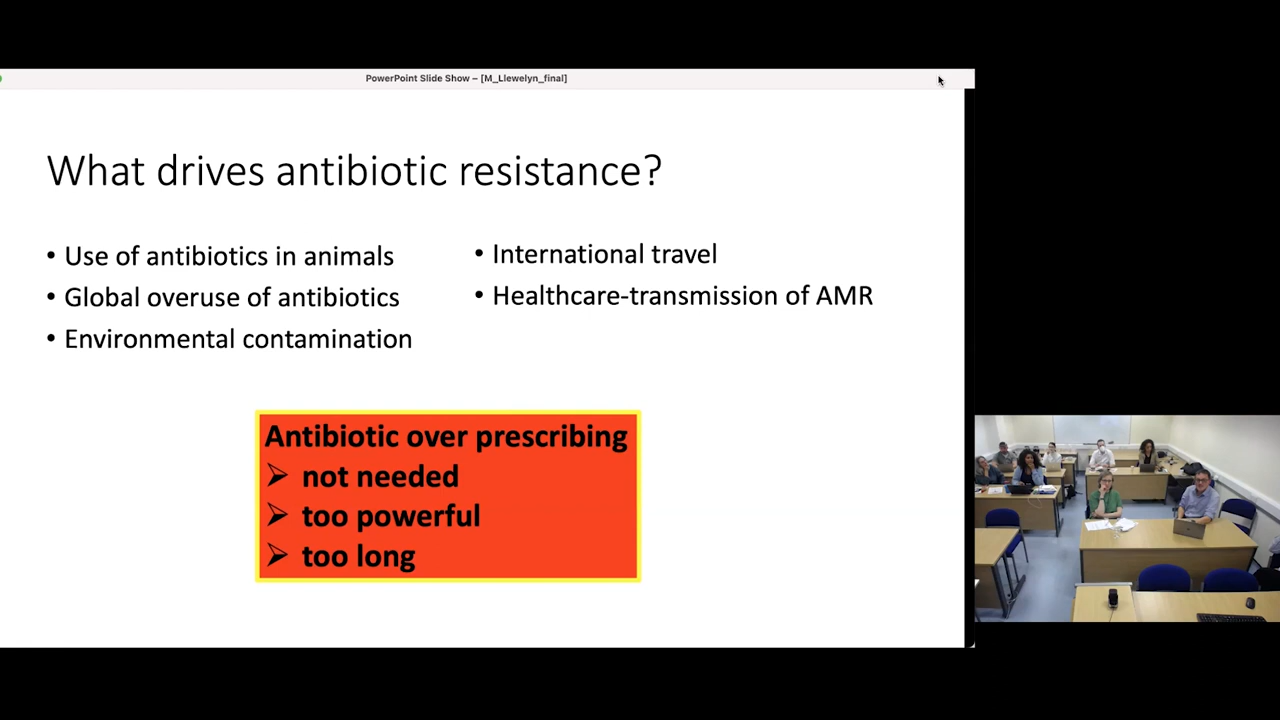 PowerPoint Slide Show – [M_Llewelyn_final]
What drives antibiotic resistance?
• Use of antibiotics in animals
• Global overuse of antibiotics
• Environmental contamination
• International travel
• Healthcare-transmission of AMR
Antibiotic over prescribing
➢ not needed
➢ too powerful
➢ too long